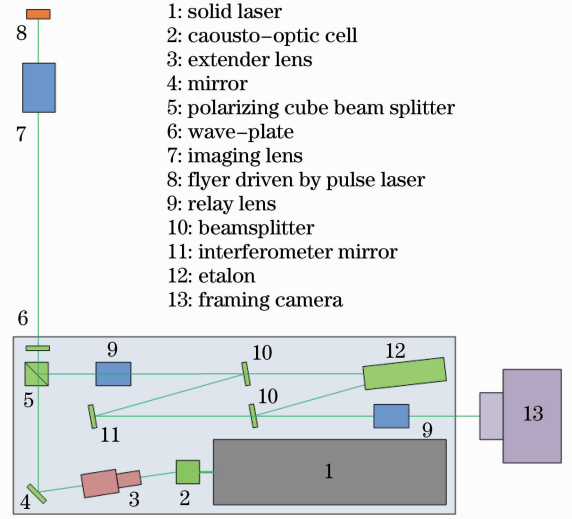 1: solid laser
2: caousto-optic cell
3: extender lens
4: mirror
5: polarizing cube beam splitter
6: wave-plate
7: imaging lens
8: flyer driven by pulse laser
9: relay lens
10: beamsplitter
11: interferometer mirror
12: etalon
13: framing camera
8
7
6
9
10
12
5
10
11
9
13
4
3
2
1